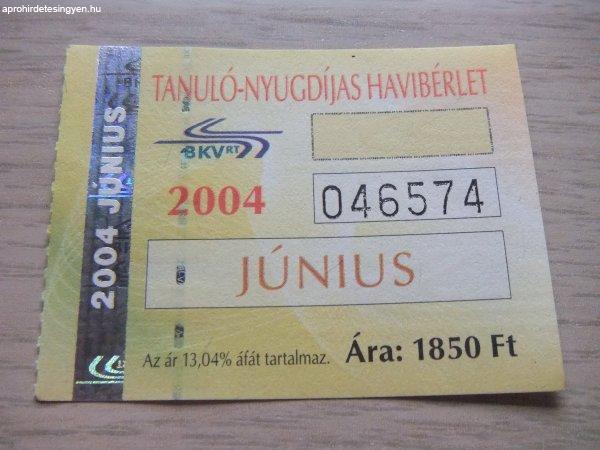 aprohirdetesingyen.hu
TANULÓ-NYUGDÍJAS HAVIBÉRLET
BKV RT
2004
046574
JÚNIUS
Az ár 13,04% áfát tartalmaz.
Ára: 1850 Ft
2004 JÚNIUS